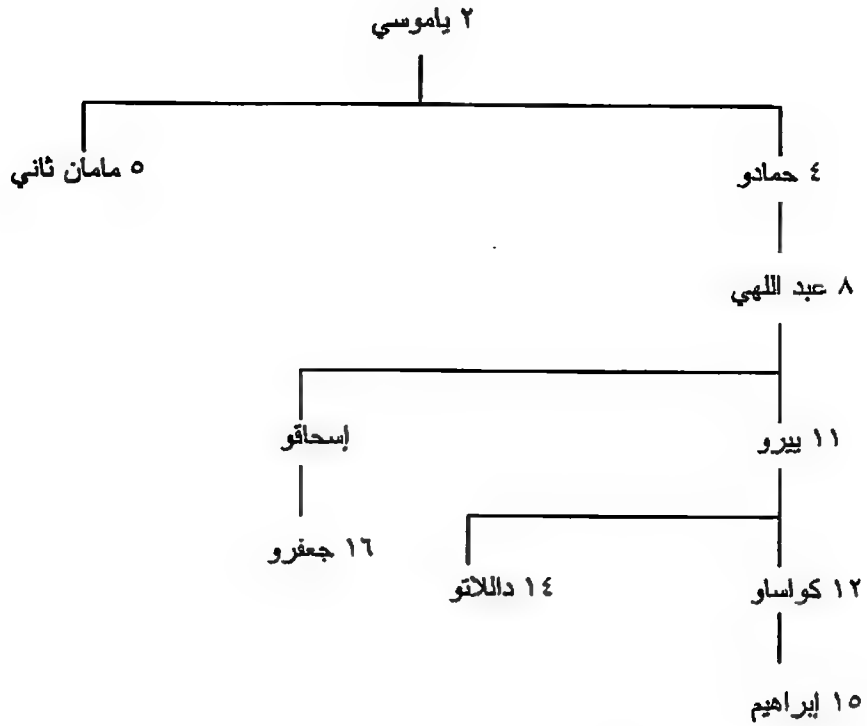 ٢ ياموسي
٤ حمادو
٥ مامان ثاني
٨ عبد اللهي
١١ ييرو
إسحاقو
١٢ كواساو
١٤ داللاتو
١٦ جعفرو
١٥ إبراهيم